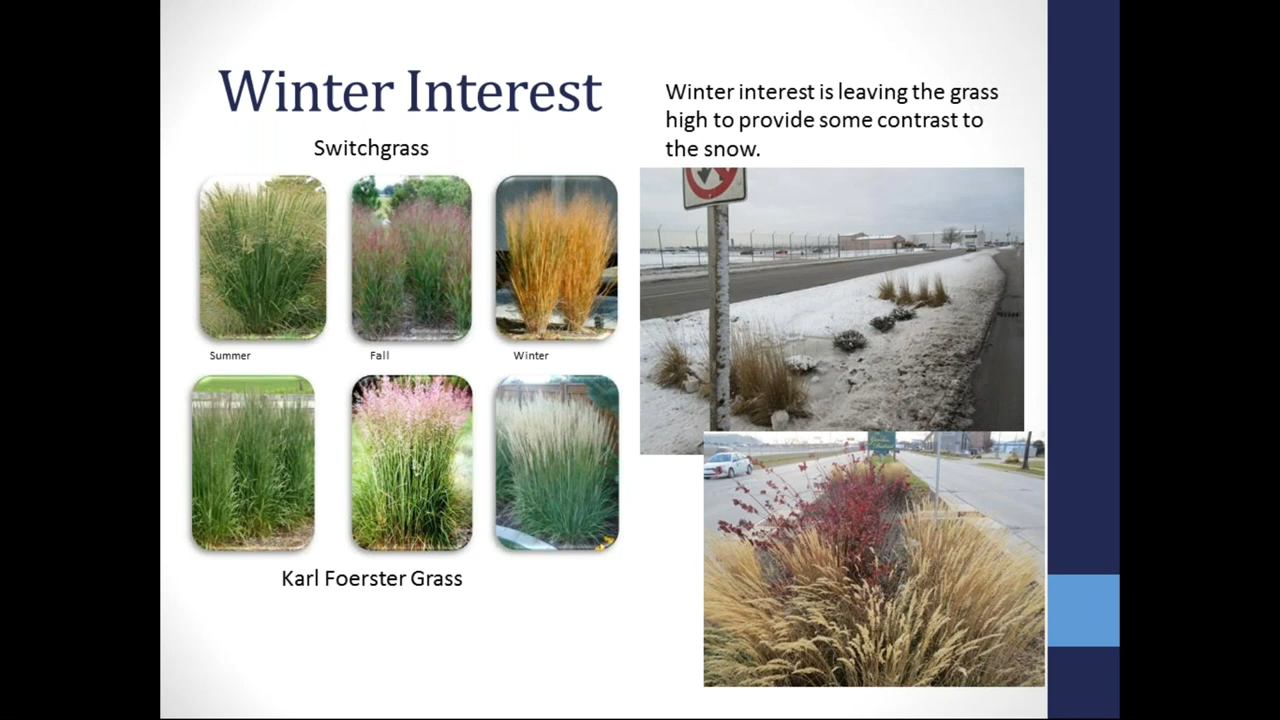 Winter Interest
Switchgrass
Summer
Fall
Winter
Karl Foerster Grass
Winter interest is leaving the grass
high to provide some contrast to
the snow.